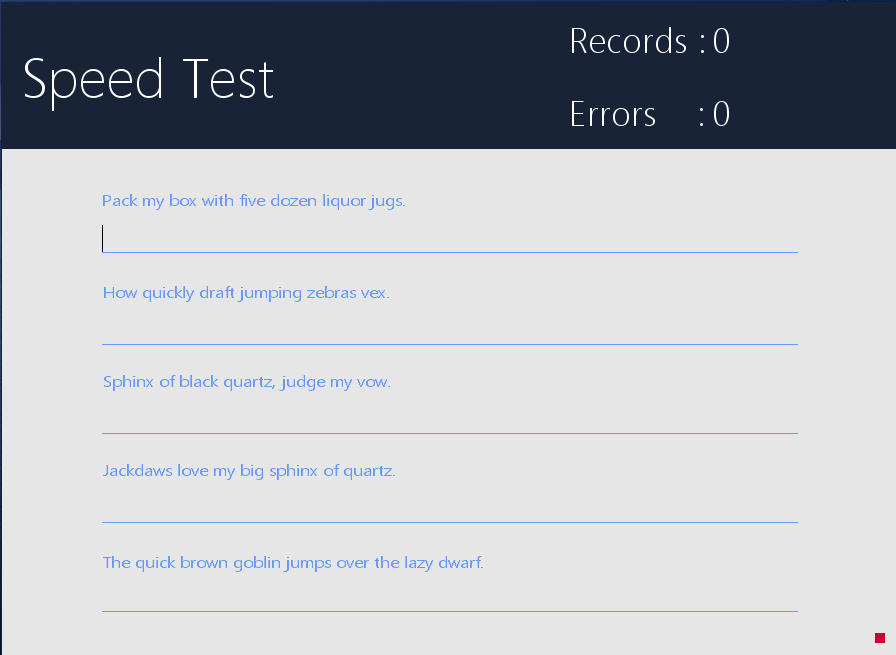 Speed Test
Records : 0
Errors : 0
Pack my box with five dozen liquor jugs.
How quickly draft jumping zebras vex.
Sphinx of black quartz, judge my vow.
Jackdaws love my big sphinx of quartz.
The quick brown goblin jumps over the lazy dwarf.